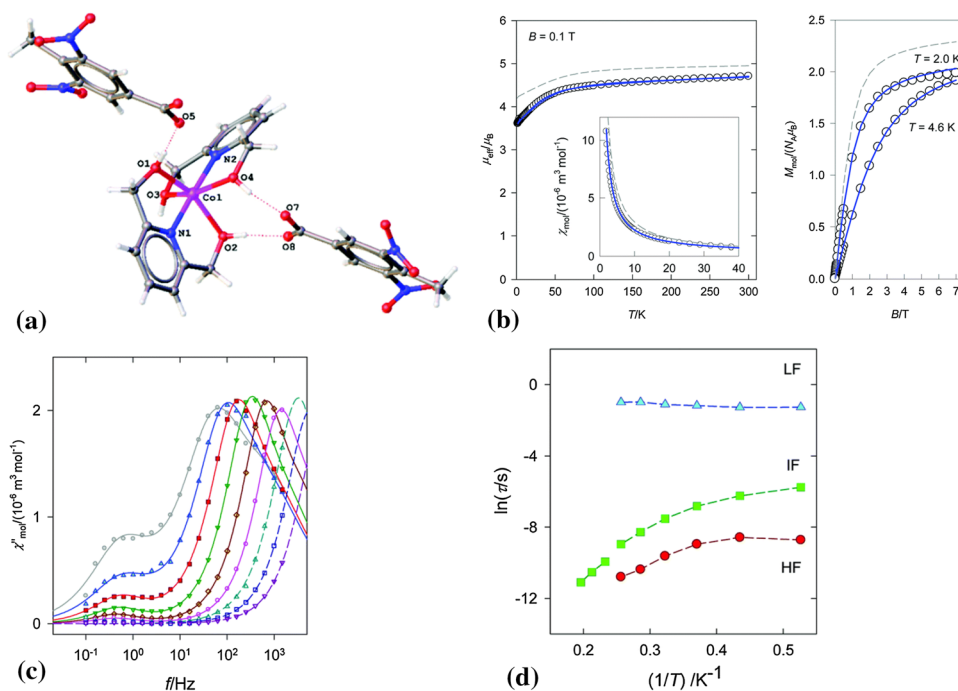 (a)
O5
O1
N2
O3
O4
Co1
N1
O2
O7
O8
(b)
B = 0.1 T
μeff/μB
6
5
4
3
2
1
0
0 50 100 150 200 250 300
T/K
χmol/(10-6 m3 mol-1)
10
5
0
0 10 20 30 40
T/K
Mmol/(NAμB)
2.5
2.0
1.5
1.0
0.5
0.0
T = 2.0 K
T = 4.6 K
0 1 2 3 4 5 6 7
B/T
(c)
χ"mol/(10-6 m3 mol-1)
2
1
0
10-1 100 101 102 103
f/Hz
(d)
ln(τ/s)
0
-4
-8
-12
LF
IF
HF
0.2 0.3 0.4 0.5
(1/T) /K-1